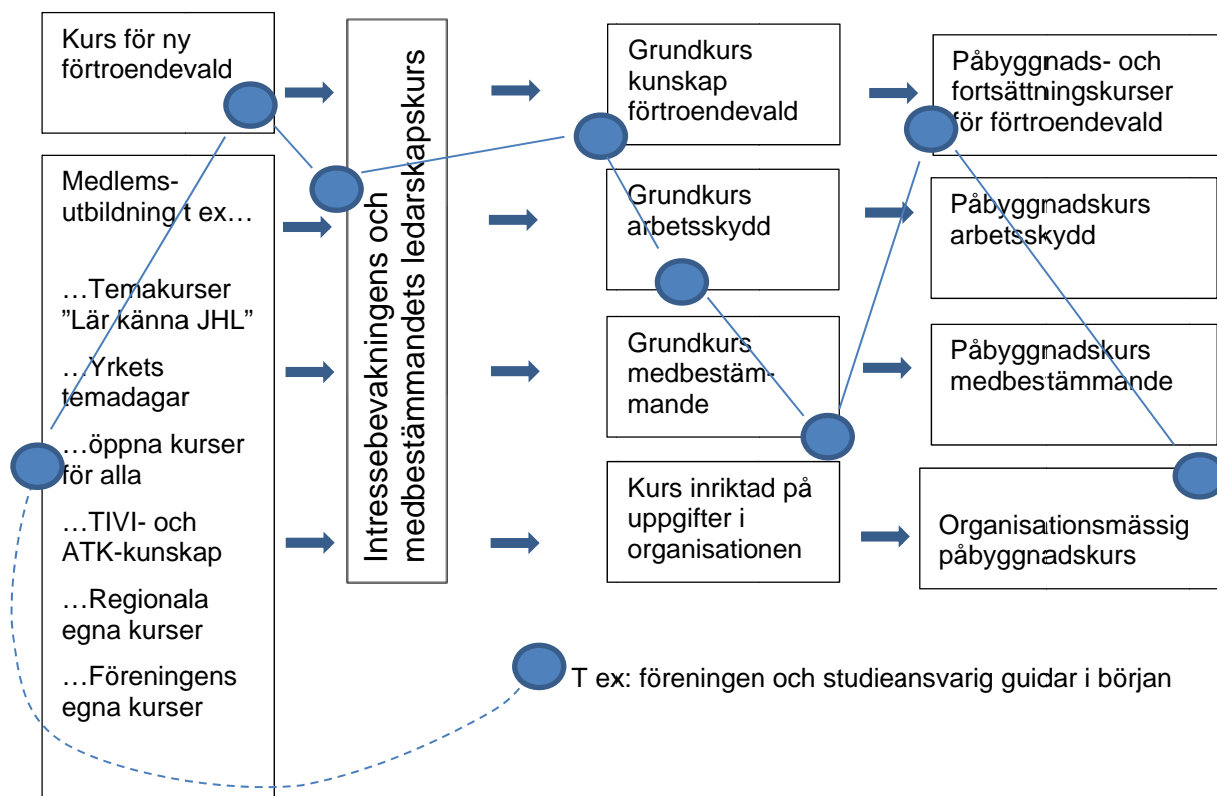 Kurs för ny
förtroendevald
Medlems-
utbildning t ex…
…Temakurser
”Lär känna JHL”
…Yrkets
temadagar
…öppna kurser
för alla
…TIVI- och
ATK-kunskap
…Regionala
egna kurser
…Föreningens
egna kurser
Intressebevakningens och
medbestämmandets ledarskapskurs
Grundkurs
kunskap
förtroendevald
Grundkurs
arbetsskydd
Grundkurs
medbestäm-
mande
Kurs inriktad på
uppgifter i
organisationen
Påbyggnads- och
fortsättningskurser
för förtroendevald
Påbyggnadskurs
arbetsskydd
Påbyggnadskurs
medbestämmande
Organisationsmässig
påbyggnadskurs
T ex: föreningen och studieansvarig guidar i början